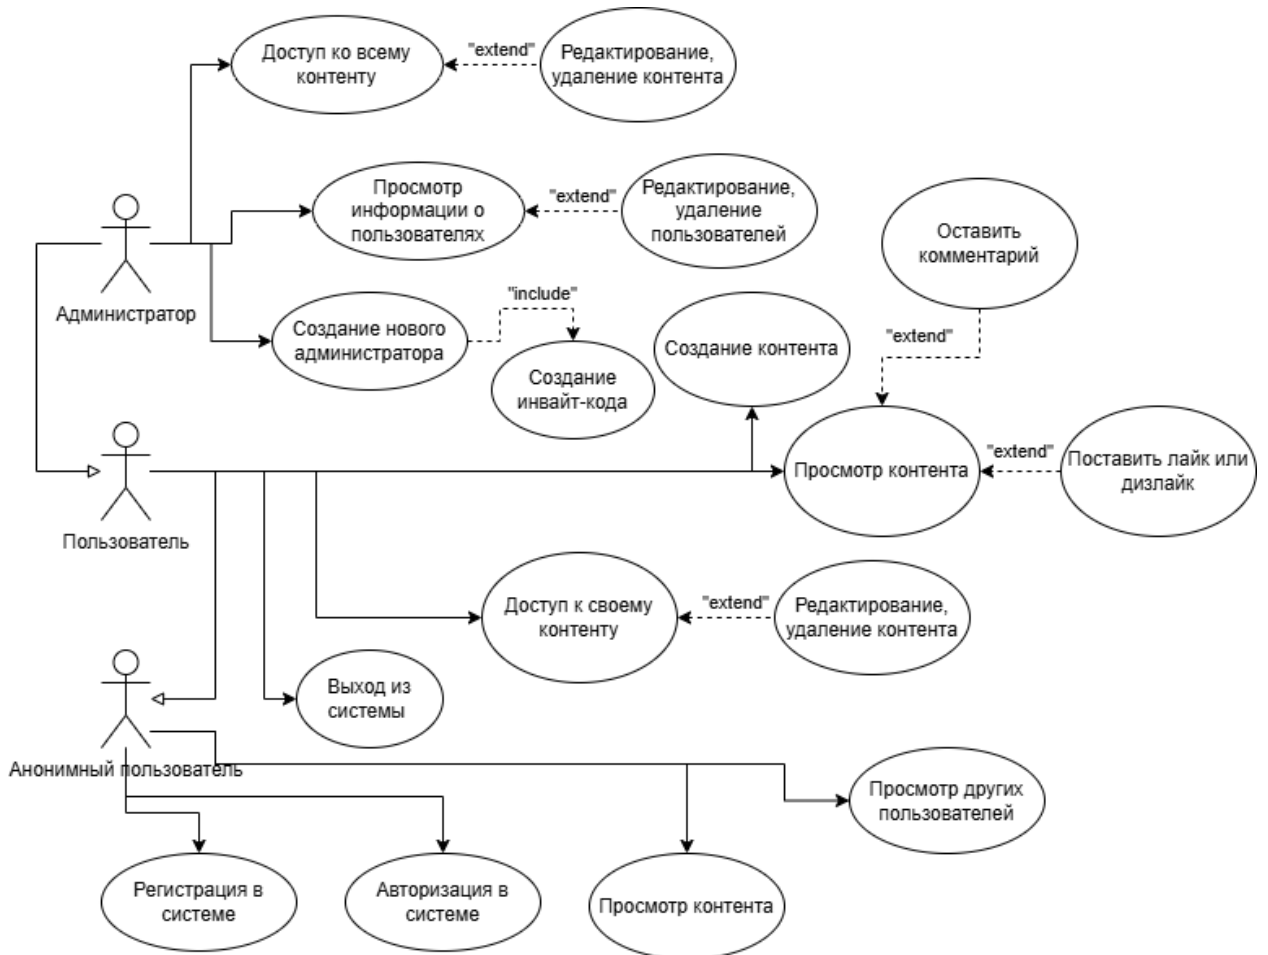 Доступ ко всему
контенту
"extend"
Редактирование,
удаление контента
Просмотр
информации о
пользователях
"extend"
Редактирование,
удаление
пользователей
Оставить
комментарий
Администратор
"include"
Создание нового
администратора
Создание
инвайт-кода
Создание контента
"extend"
Просмотр контента
"extend"
Поставить лайк или
дизлайк
Пользователь
Доступ к своему
контенту
"extend"
Редактирование,
удаление контента
Выход из
системы
Анонимный пользователь
Просмотр других
пользователей
Регистрация в
системе
Авторизация в
системе
Просмотр контента